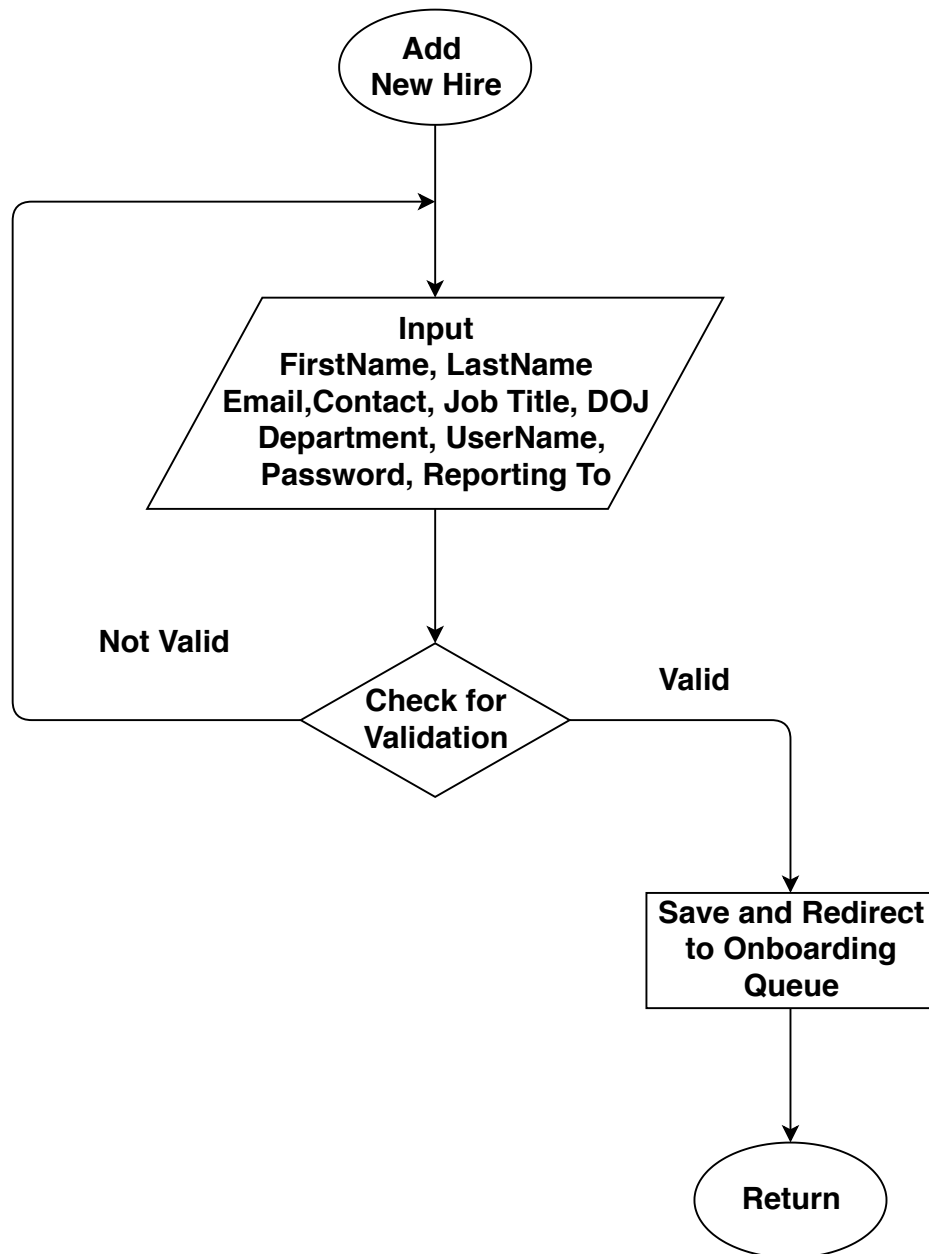 Add
New Hire
Input
FirstName, LastName
Email,Contact, Job Title, DOJ
Department, UserName,
Password, Reporting To
Not Valid
Valid
Check for
Validation
Save and Redirect
to Onboarding
Queue
Return